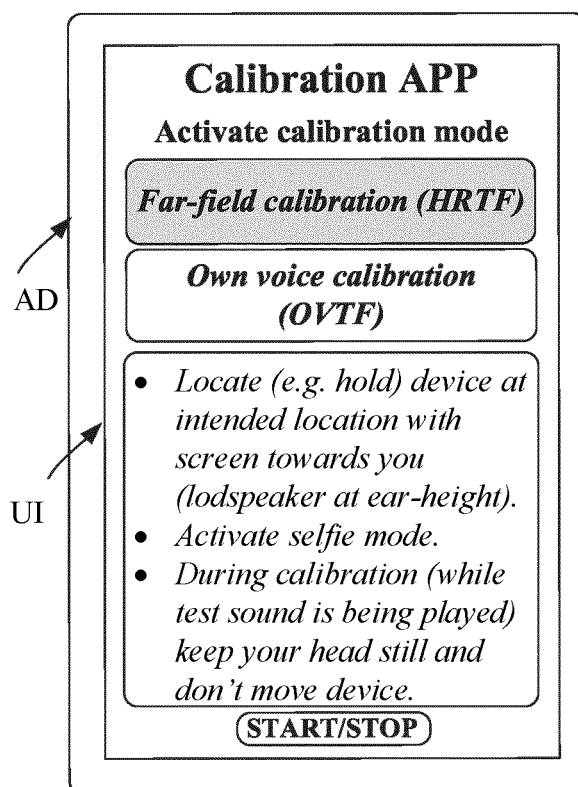 Calibration APP
Activate calibration mode
Far-field calibration (HRTF)
Own voice calibration
(OVTF)
AD
• Locate (e.g. hold) device at
intended location with
screen towards you
(lodspeaker at ear-height).
• Activate selfie mode.
• During calibration (while
test sound is being played)
keep your head still and
don't move device.
UI
START/STOP